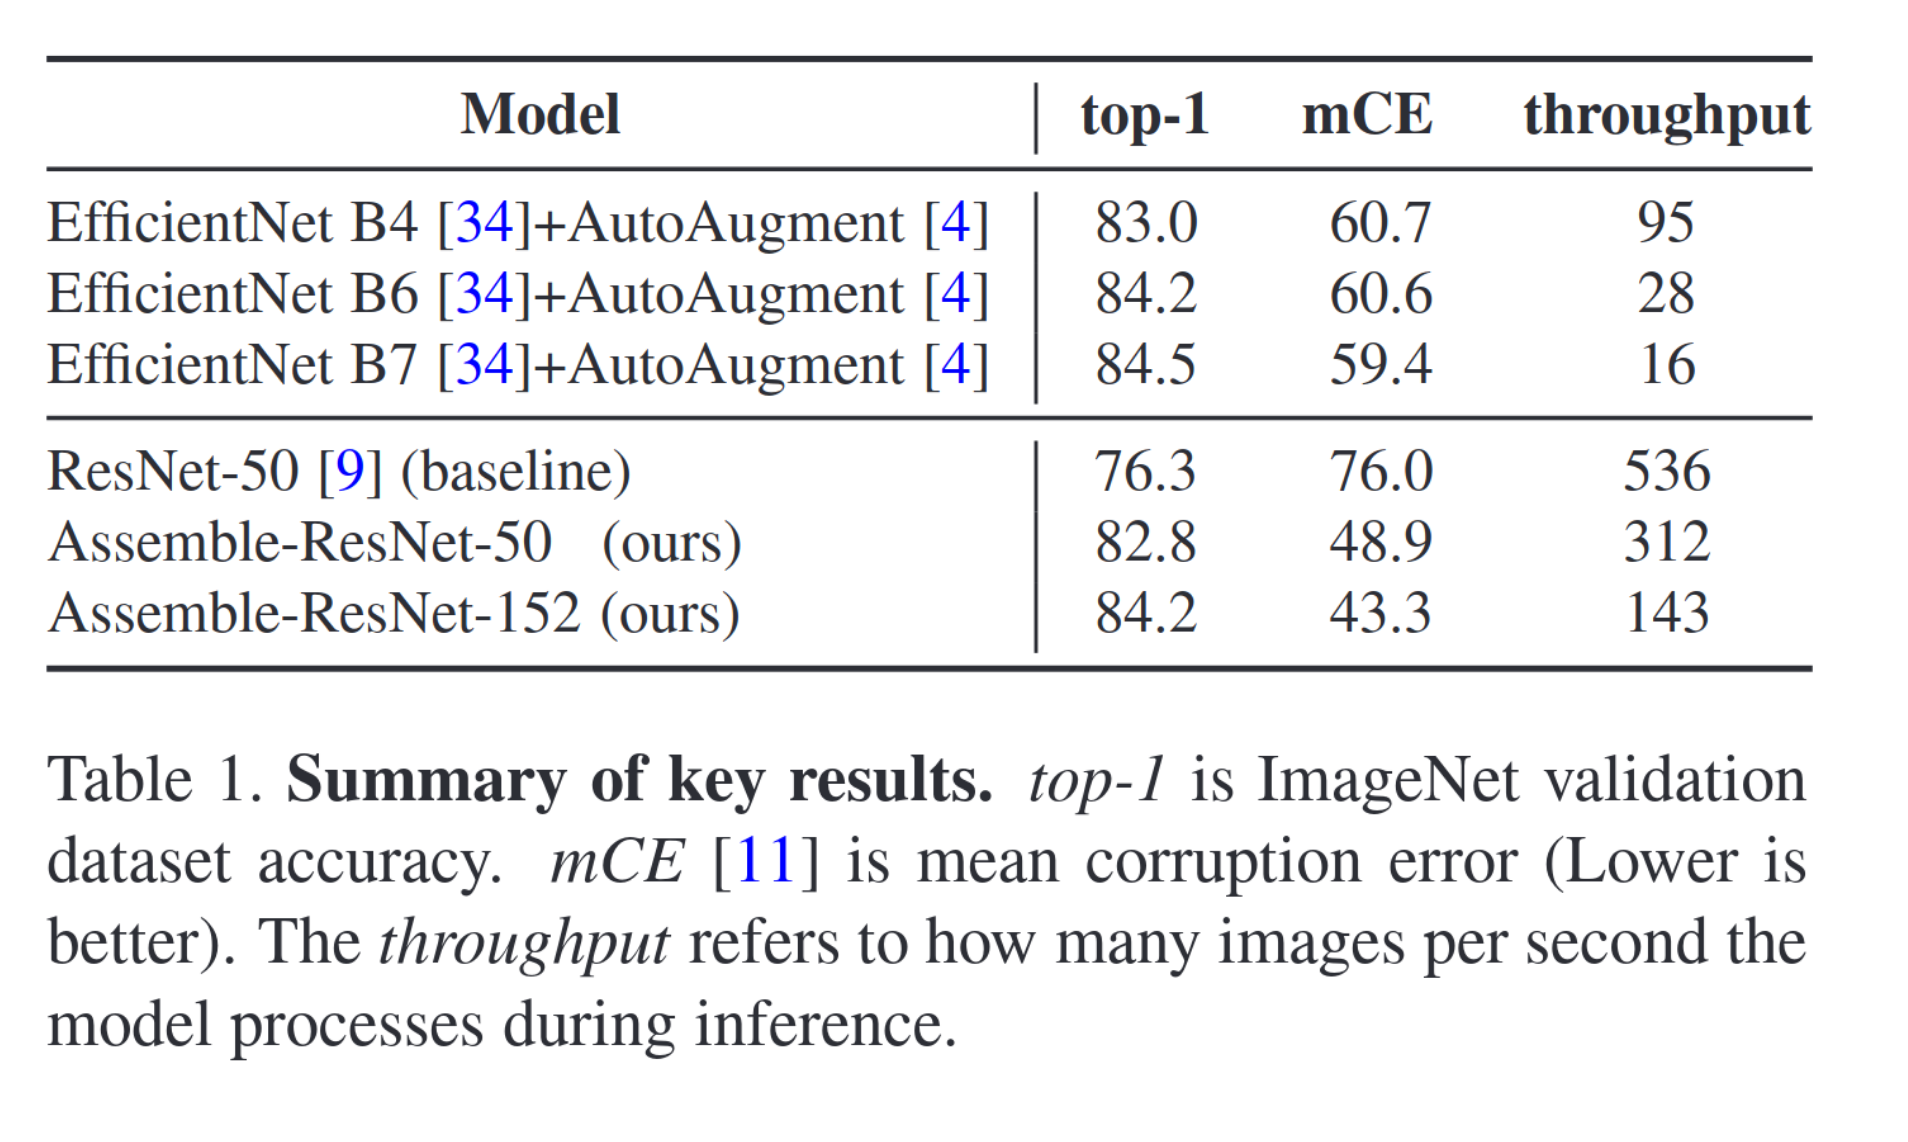 Model top-1 mCE throughput
EfficientNet B4 [34]+AutoAugment [4] 83.0 60.7 95
EfficientNet B6 [34]+AutoAugment [4] 84.2 60.6 28
EfficientNet B7 [34]+AutoAugment [4] 84.5 59.4 16
ResNet-50 [9] (baseline) 76.3 76.0 536
Assemble-ResNet-50 (ours) 82.8 48.9 312
Assemble-ResNet-152 (ours) 84.2 43.3 143
Table 1. Summary of key results. top-1 is ImageNet validation
dataset accuracy. mCE [11] is mean corruption error (Lower is
better). The throughput refers to how many images per second the
model processes during inference.